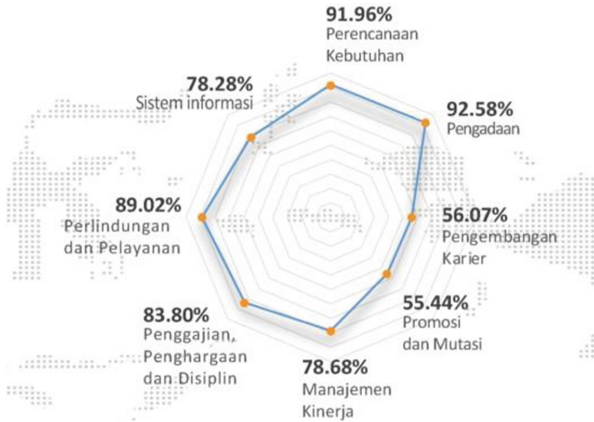 91.96%
Perencanaan
Kebutuhan
92.58%
Pengadaan
56.07%
Pengembangan
Karier
55.44%
Promosi
dan Mutasi
78.68%
Manajemen
Kinerja
83.80%
Penggajian,
Penghargaan
dan Disiplin
89.02%
Perlindungan
dan Pelayanan
78.28%
Sistem informasi